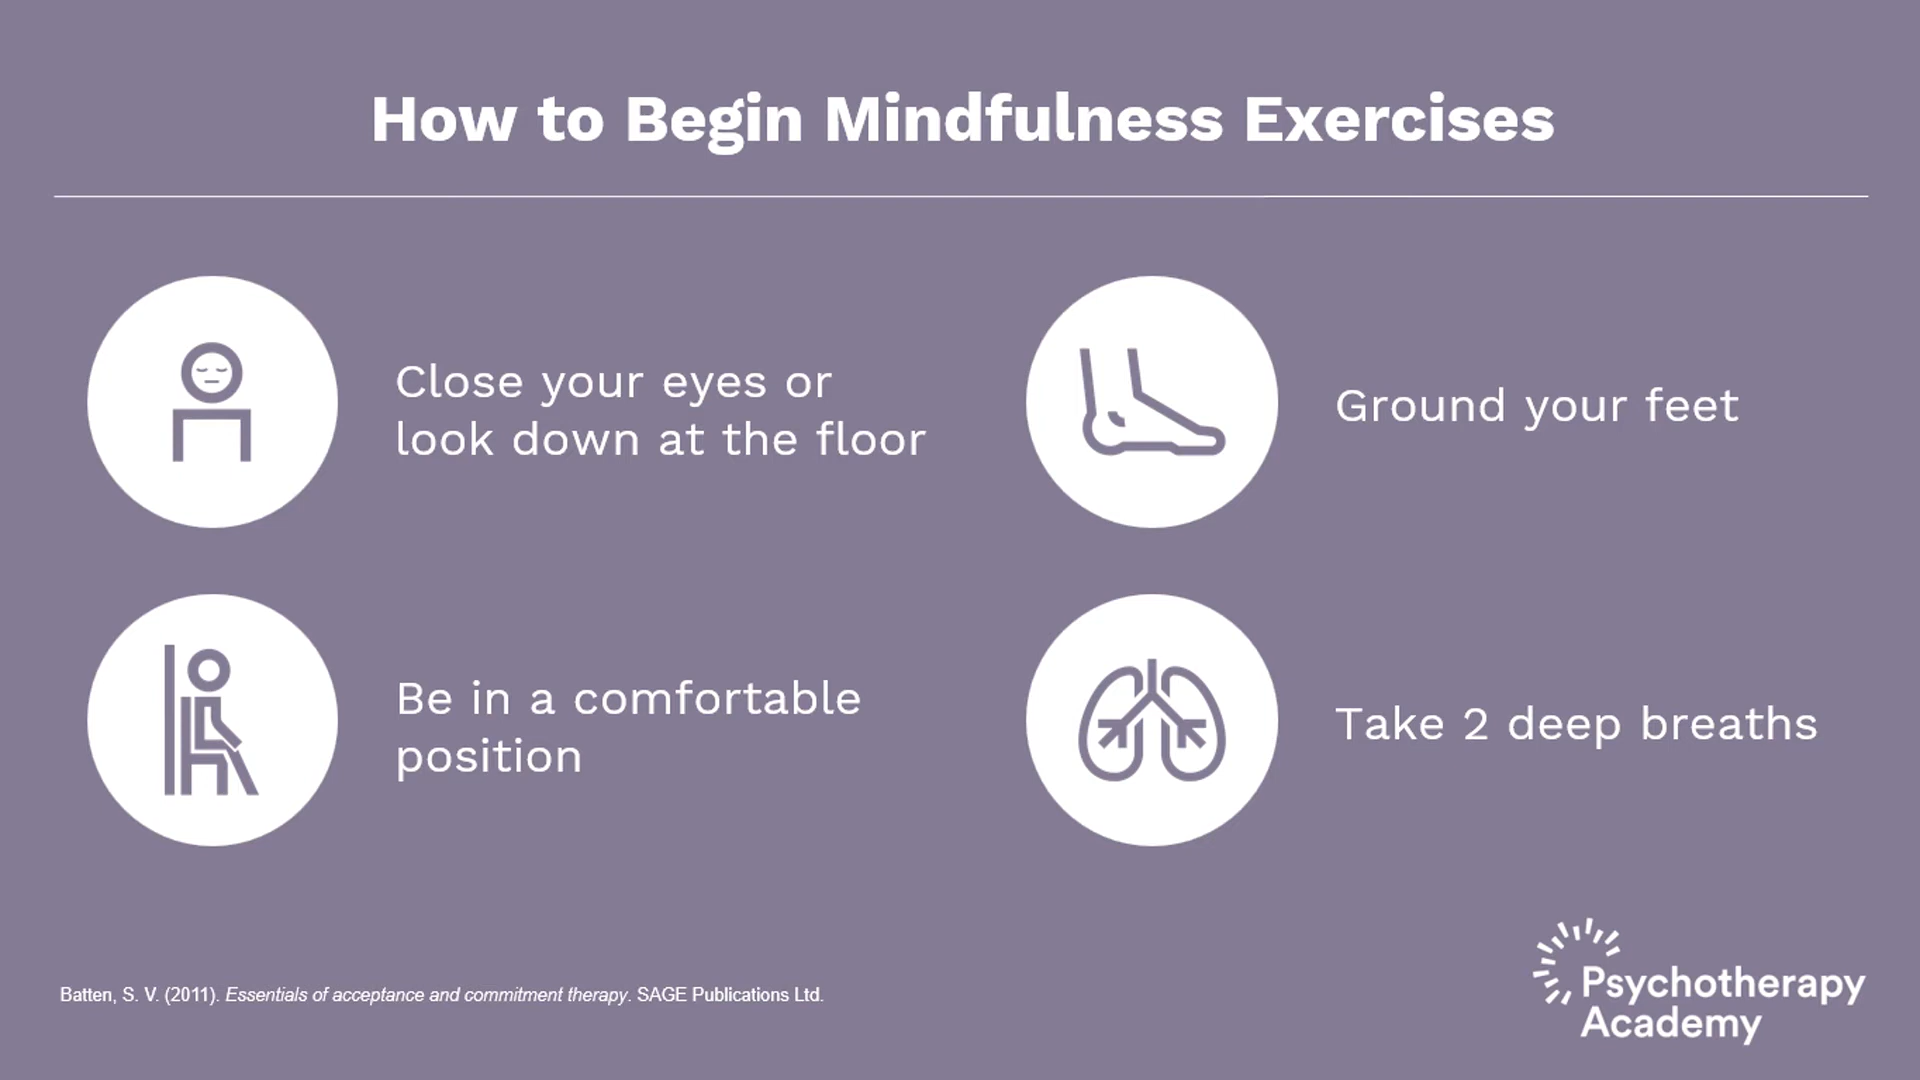 How to Begin Mindfulness Exercises
Close your eyes or
look down at the floor
Ground your feet
Be in a comfortable
position
Take 2 deep breaths
Batten, S. V. (2011). Essentials of acceptance and commitment therapy. SAGE Publications Ltd.
Psychotherapy
Academy